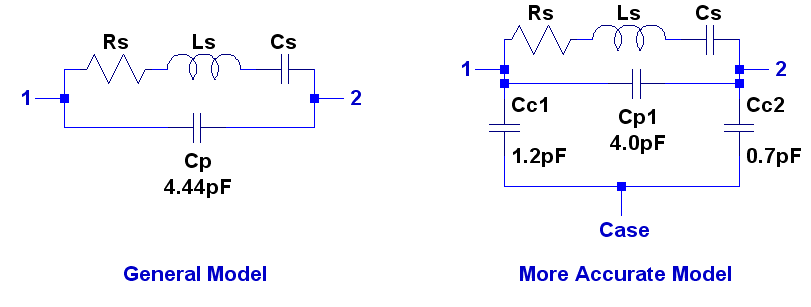 Rs Ls Cs
1 2
Cp
4.44pF
General Model
Rs Ls Cs
1 2
Cc1 Cc2
Cp1
1.2pF 4.0pF 0.7pF
Case
More Accurate Model